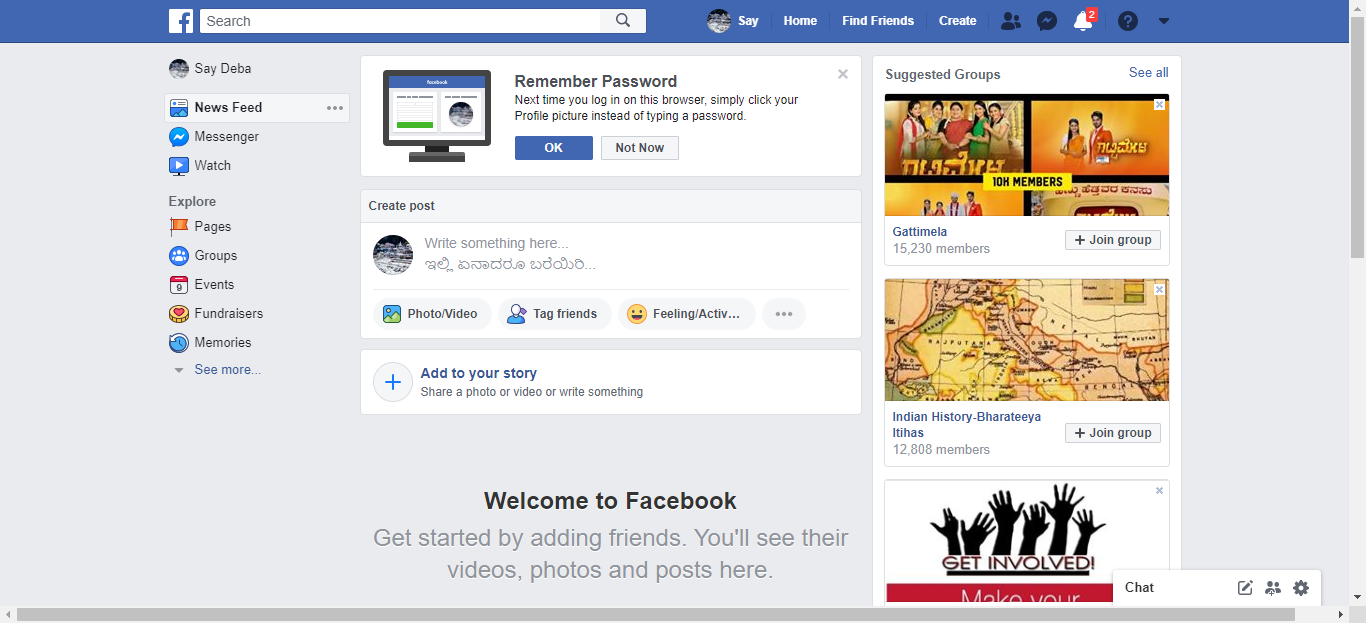 Search
Say
Home
Find Friends
Create
2
Say Deba
News Feed
Messenger
Watch
Explore
Pages
Groups
9
Events
Fundraisers
Memories
See more...
facebook
Remember Password
Next time you log in on this browser, simply click your
Profile picture instead of typing a password.
OK
Not Now
Create post
Write something here...
ಇಲ್ಲಿ ಏನಾದರೂ ಬರೆಯಿರಿ...
Photo/Video
Tag friends
Feeling/Activ...
Add to your story
Share a photo or video or write something
Welcome to Facebook
Get started by adding friends. You'll see their
videos, photos and posts here.
Suggested Groups
See all
ಗಟ್ಟಿಮೇಳ
ಗಟ್ಟಿಮೇಳ
10K MEMBERS
Gattimela
15,230 members
+ Join group
RAJPUTANA
OUDH
BHUTAN
BENGAL
Indian History-Bharateeya
Itihas
12,808 members
+ Join group
GET INVOLVED!
Make your
Chat